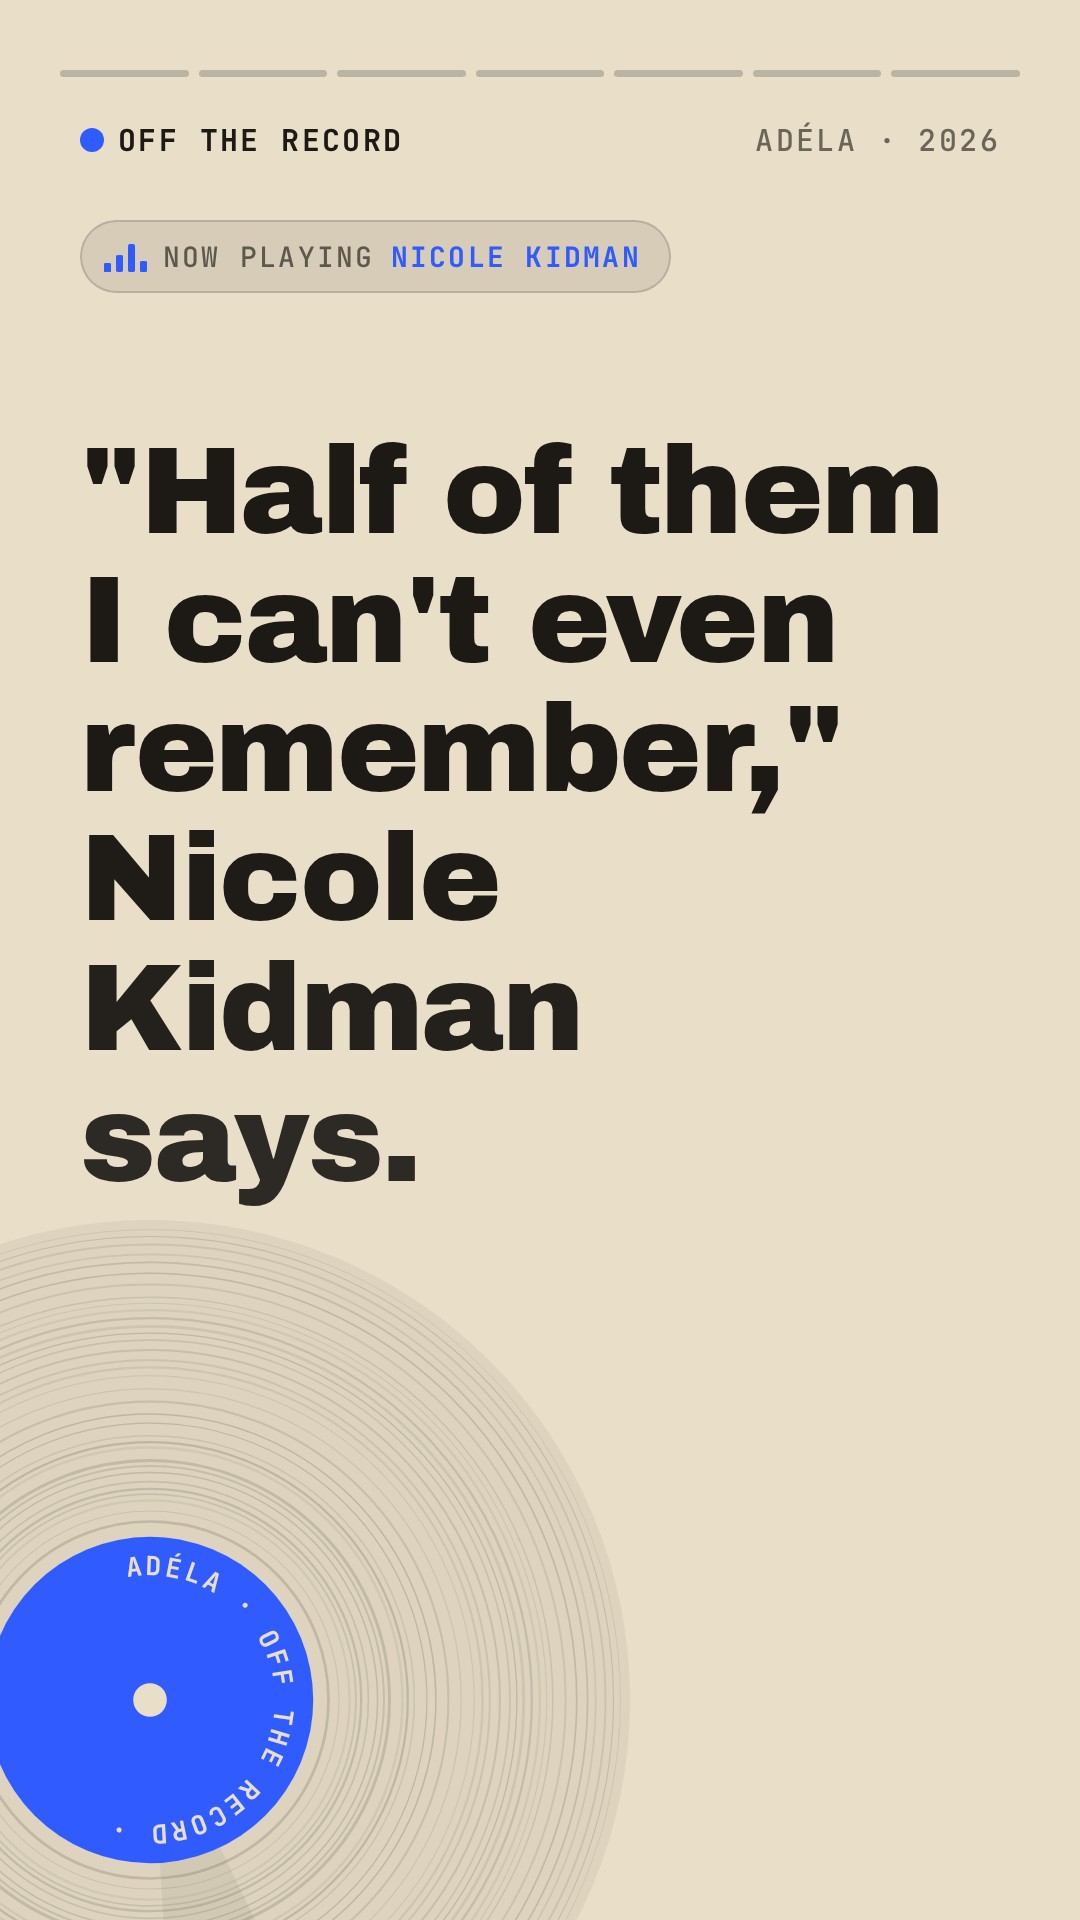 OFF THE RECORD
ADÉLA · 2026
NOW PLAYING NICOLE KIDMAN
"Half of them
I can't even
remember,"
Nicole
Kidman
says.
ADÉLA · OFF THE RECORD ·